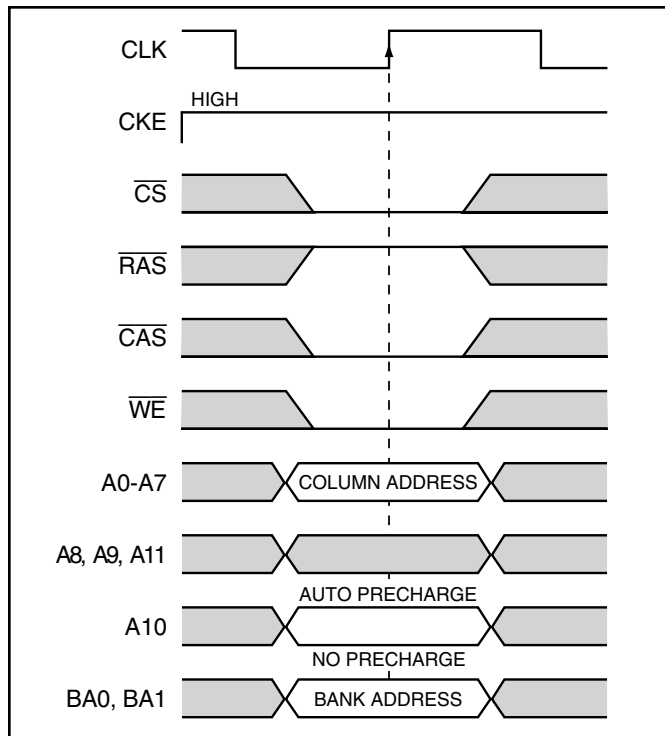 CLK
HIGH
CKE
CS
RAS
CAS
WE
A0-A7 COLUMN ADDRESS
A8, A9, A11
AUTO PRECHARGE
A10
NO PRECHARGE
BA0, BA1 BANK ADDRESS